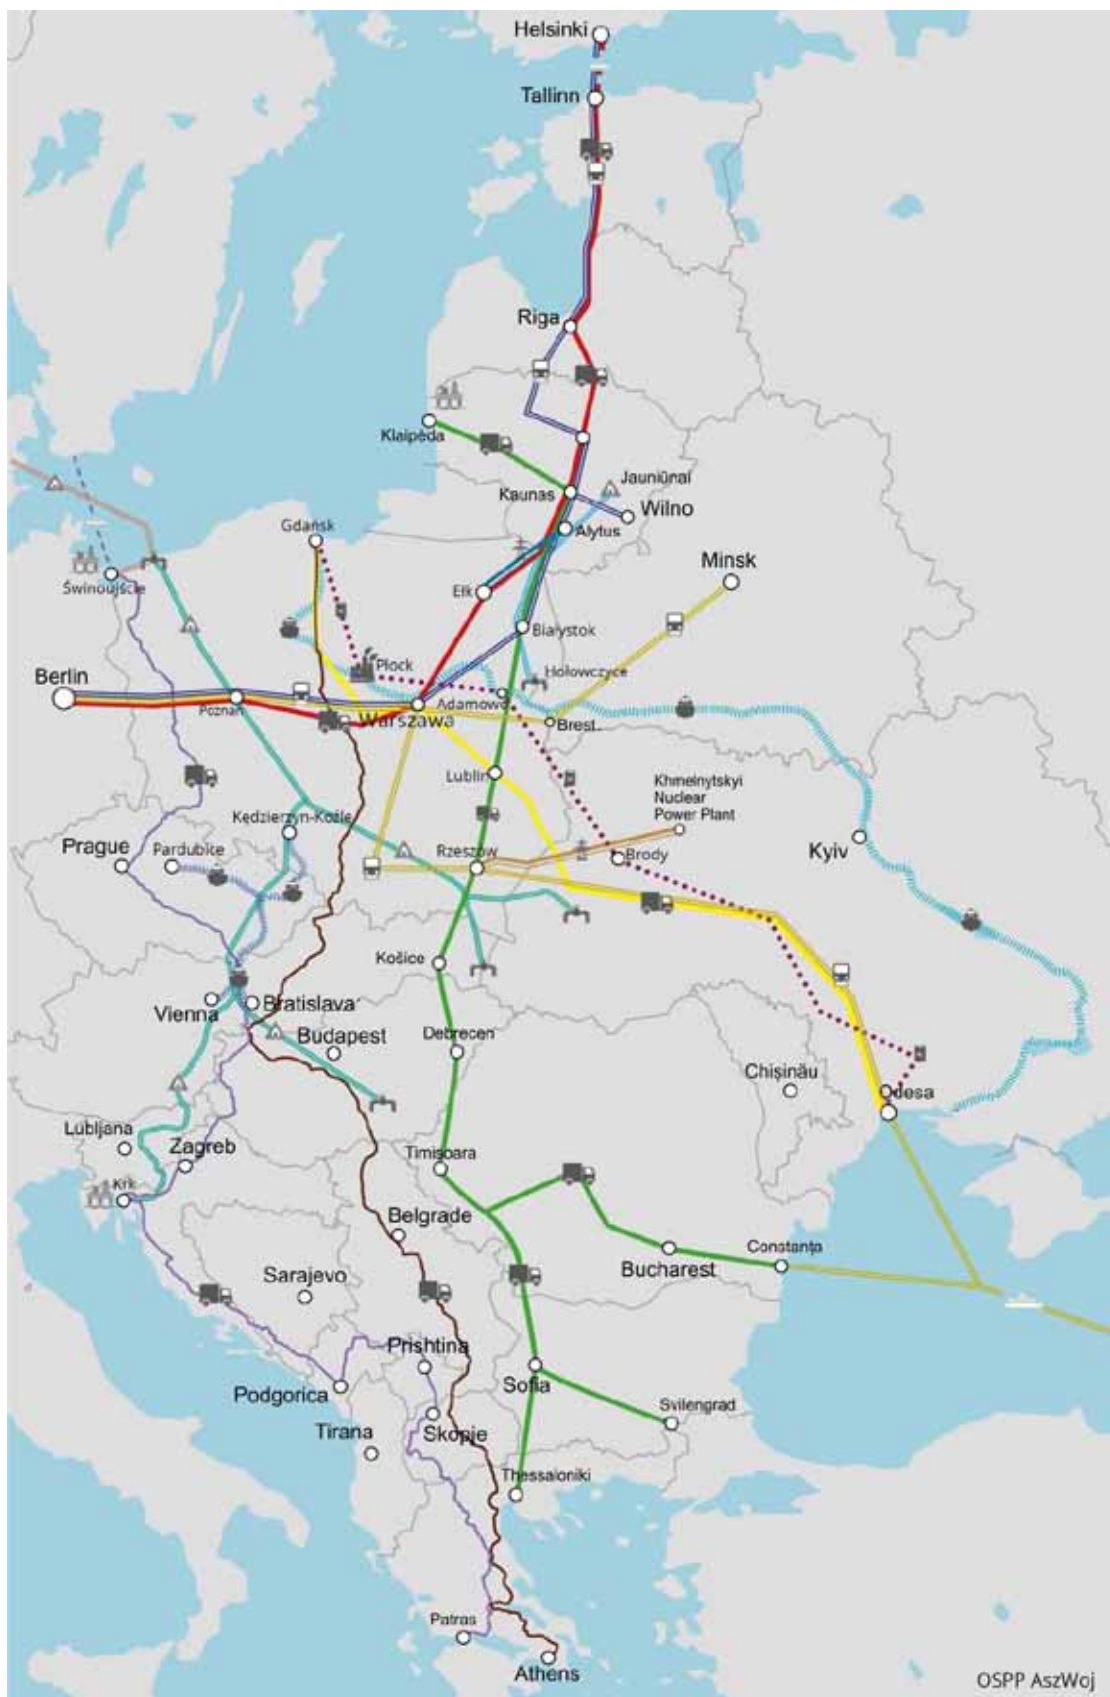 Helsinki
Tallinn
Riga
Klaipėda
Kaunas
Jauniūnai
Wilno
Alytus
Gdańsk
Minsk
Świnoujście
Ełk
Białystok
Płock
Hołowczyce
Berlin
Poznań
Warszawa
Adamowo
Brest
Lublin
Khmelnytskyi
Nuclear
Power Plant
Kędzierzyn-Koźle
Prague
Pardubice
Rzeszów
Brody
Kyiv
Košice
Vienna
Bratislava
Budapest
Debrecen
Chișinău
Odesa
Lubljana
Zagreb
Timișoara
Krk
Belgrade
Bucharest
Constanța
Sarajevo
Prishtina
Podgorica
Sofia
Svilengrad
Tirana
Skopje
Thessaloniki
Patras
Athens
OSPP AszWoj